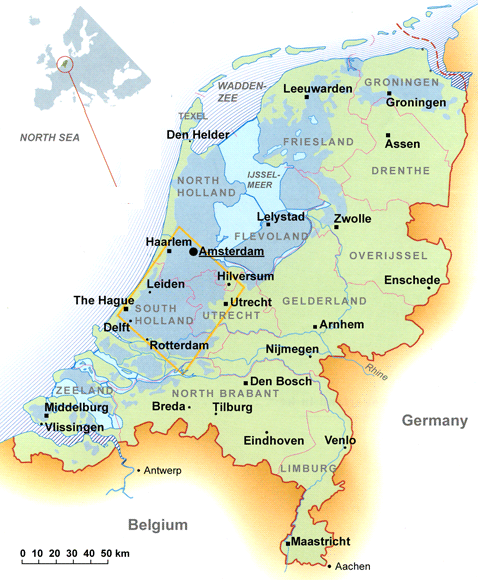 WADDEN-
ZEE
GRONINGEN
Leeuwarden
Groningen
TEXEL
NORTH SEA
Den Helder
FRIESLAND
Assen
DRENTHE
IJSSEL-
MEER
NORTH
HOLLAND
Lelystad
Zwolle
FLEVOLAND
Haarlem
Amsterdam
OVERIJSSEL
Hilversum
Enschede
Leiden
The Hague
Utrecht
GELDERLAND
SOUTH
HOLLAND
UTRECHT
Delft
Arnhem
Rotterdam
Nijmegen
Rhine
ZEELAND
Den Bosch
NORTH BRABANT
Middelburg
Breda
Tilburg
Germany
Vlissingen
Eindhoven
Venlo
Antwerp
LIMBURG
Belgium
Maastricht
0 10 20 30 40 50 km
Aachen